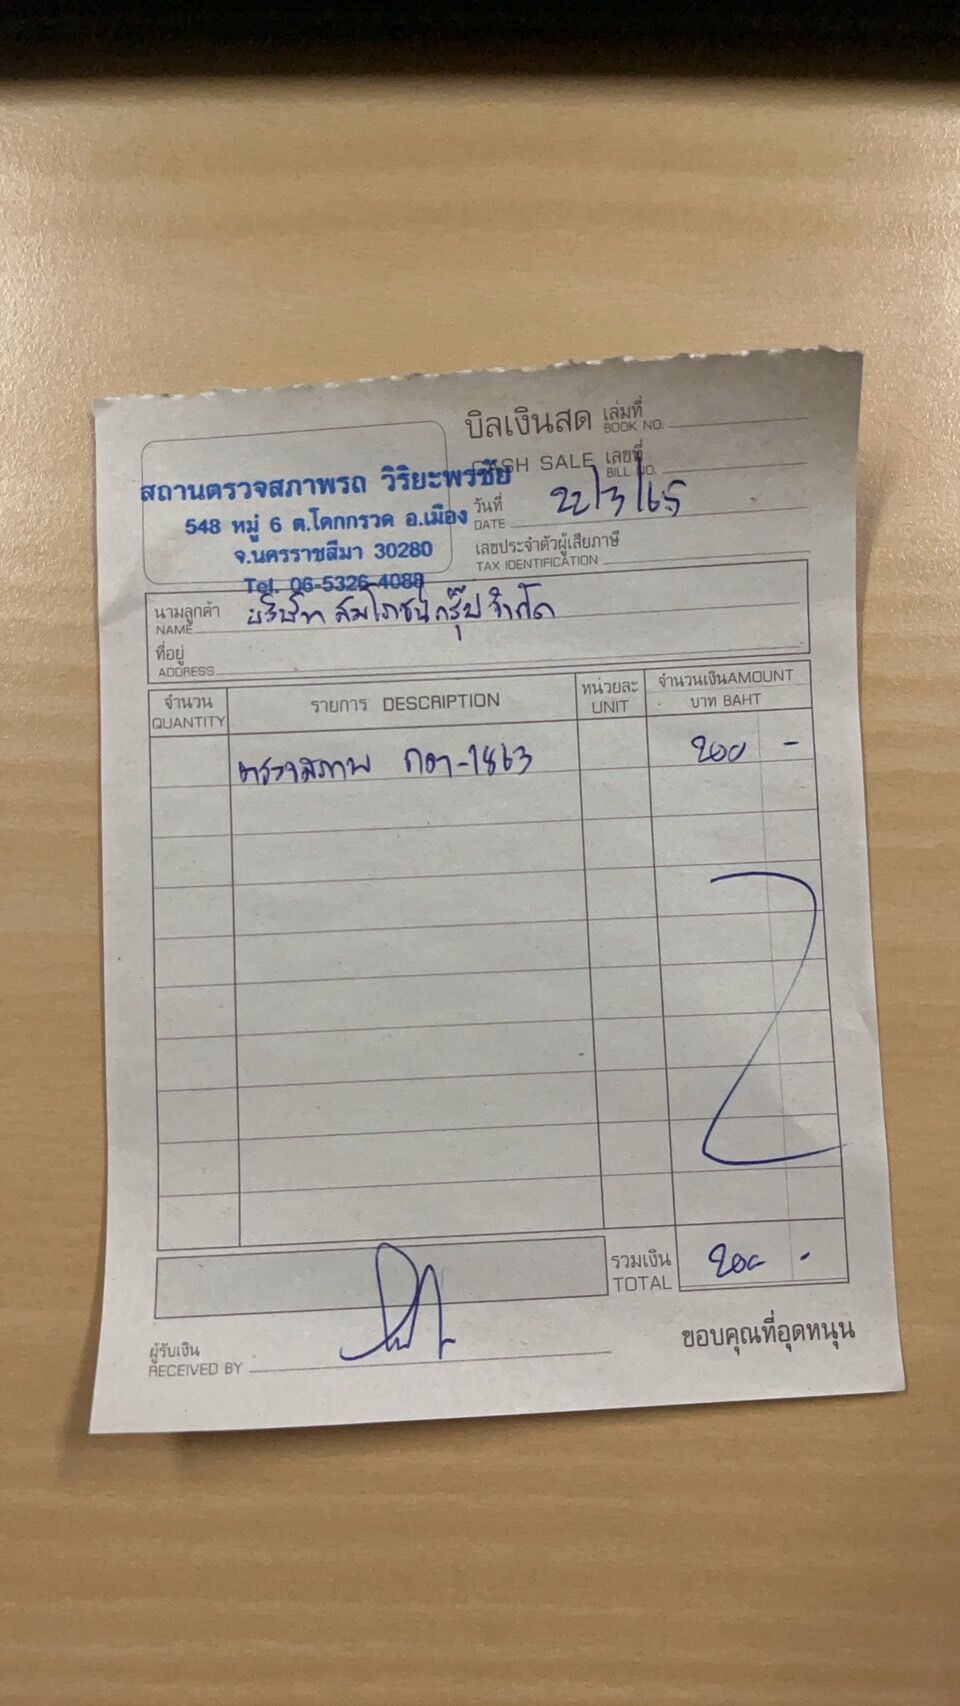 บิลเงินสด เล่มที่
BOOK NO.
CASH SALE เลขที่
BILL NO.
สถานตรวจสภาพรถ วิริยะพรชัย
548 หมู่ 6 ต.โคกกรวด อ.เมือง
จ.นครราชสีมา 30280
Tel. 06-5326-4088
วันที่ 22/3/65
DATE
เลขประจำตัวผู้เสียภาษี
TAX IDENTIFICATION
นามลูกค้า บริษัท สมโภชน์กรุ๊ป จำกัด
NAME
ที่อยู่
ADDRESS
จำนวน รายการ DESCRIPTION หน่วยละ จำนวนเงินAMOUNT
QUANTITY UNIT บาท BAHT
ตรวจสภาพ กตา-1863 200 -
รวมเงิน 200 -
TOTAL
ผู้รับเงิน
RECEIVED BY
ขอบคุณที่อุดหนุน